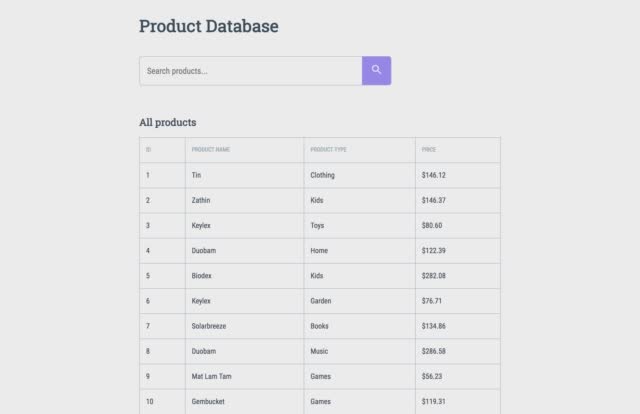 Product Database
Search products...
All products
ID PRODUCT NAME PRODUCT TYPE PRICE
1 Tin Clothing $146.12
2 Zathin Kids $146.37
3 Keylex Toys $80.60
4 Duobam Home $122.39
5 Biodex Kids $282.08
6 Keylex Garden $76.71
7 Solarbreeze Books $134.86
8 Duobam Music $286.58
9 Mat Lam Tam Games $56.23
10 Gembucket Games $119.31